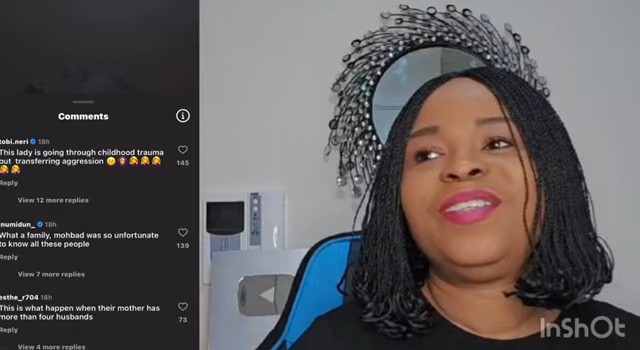 Comments
tobi.neri 18h
This lady is going through childhood trauma
but transferring aggression 😏🤦‍♀️🤷‍♀️🤷‍♀️🤷‍♀️🤷‍♀️
🤷‍♀️🤷‍♀️
145
Reply
View 12 more replies
numidun_ 18h
What a family, mohbad was so unfortunate
to know all these people
139
Reply
View 7 more replies
esthe_r704 18h
This is what happen when their mother has
more than four husbands
73
Reply
View 4 more replies
InShOt